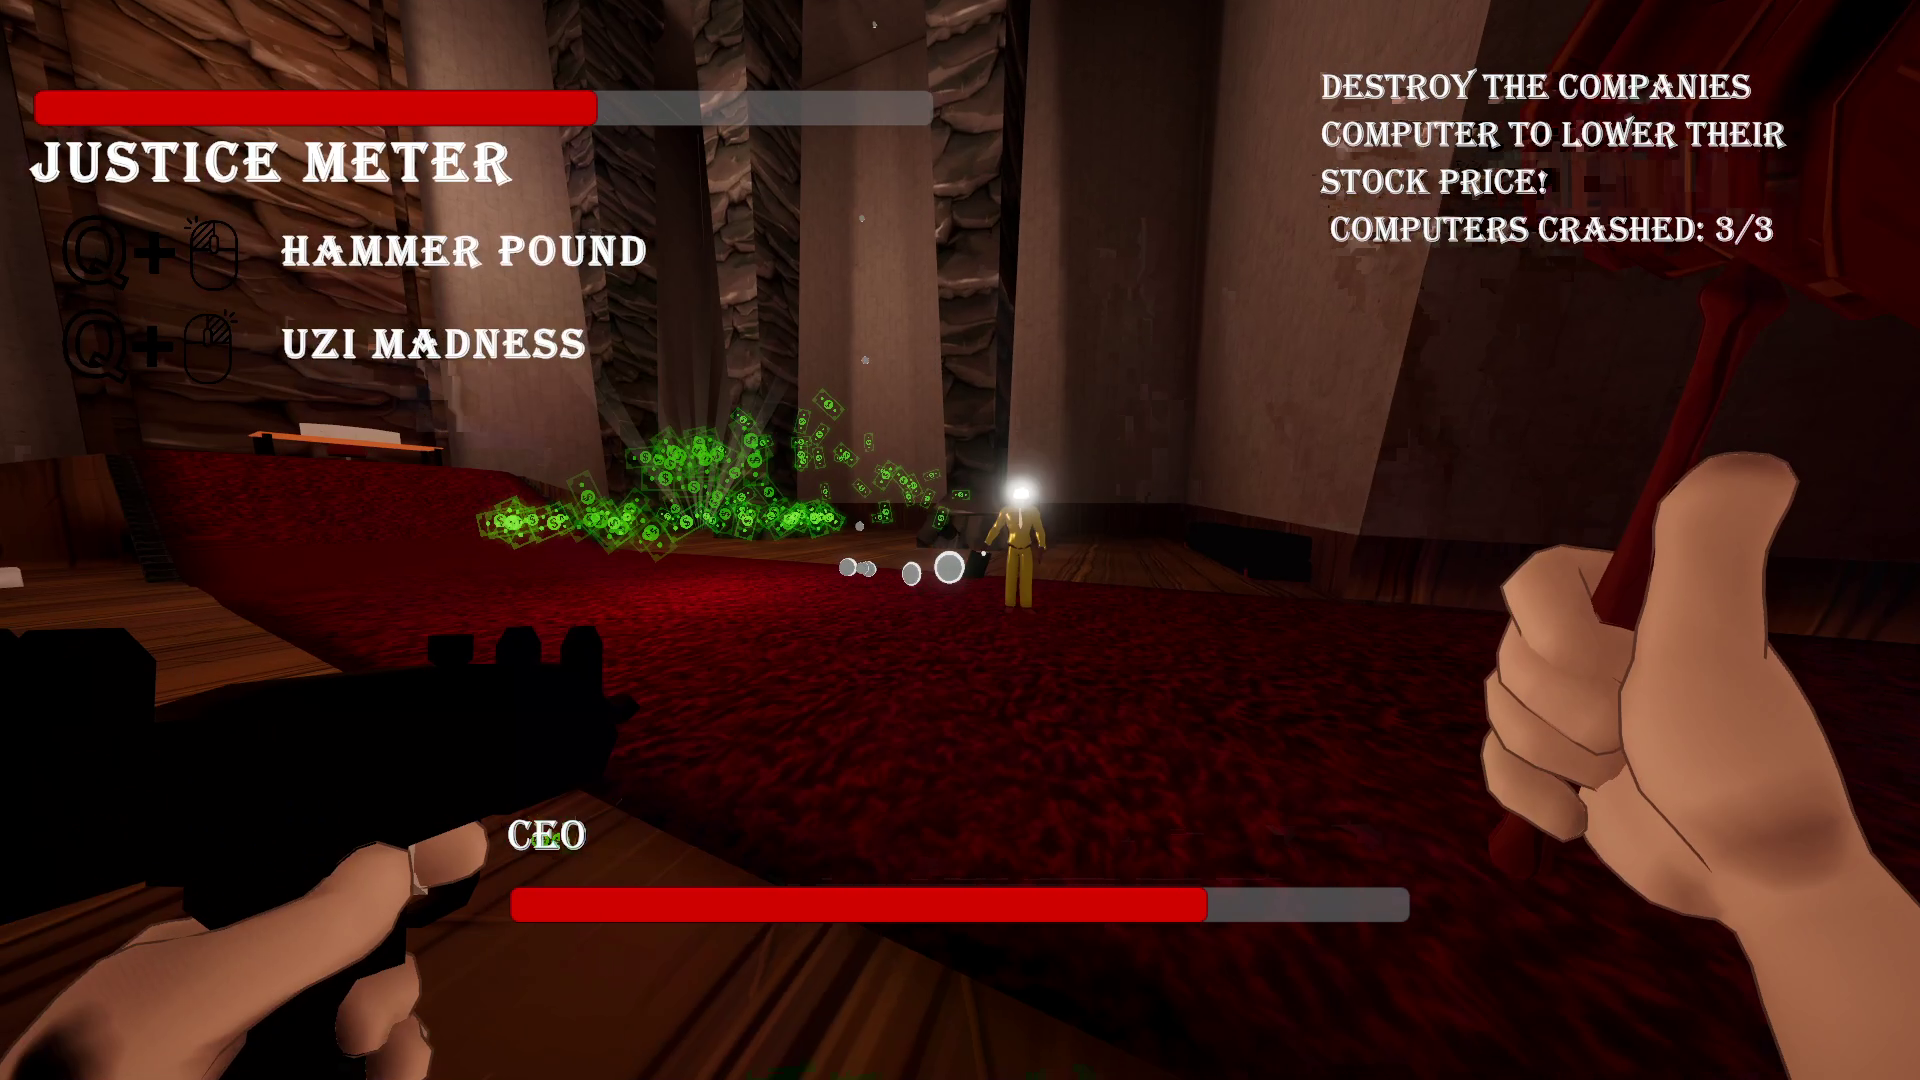 JUSTICE METER
Q+ HAMMER POUND
Q+ UZI MADNESS
DESTROY THE COMPANIES
COMPUTER TO LOWER THEIR
STOCK PRICE!
COMPUTERS CRASHED: 3/3
CEO